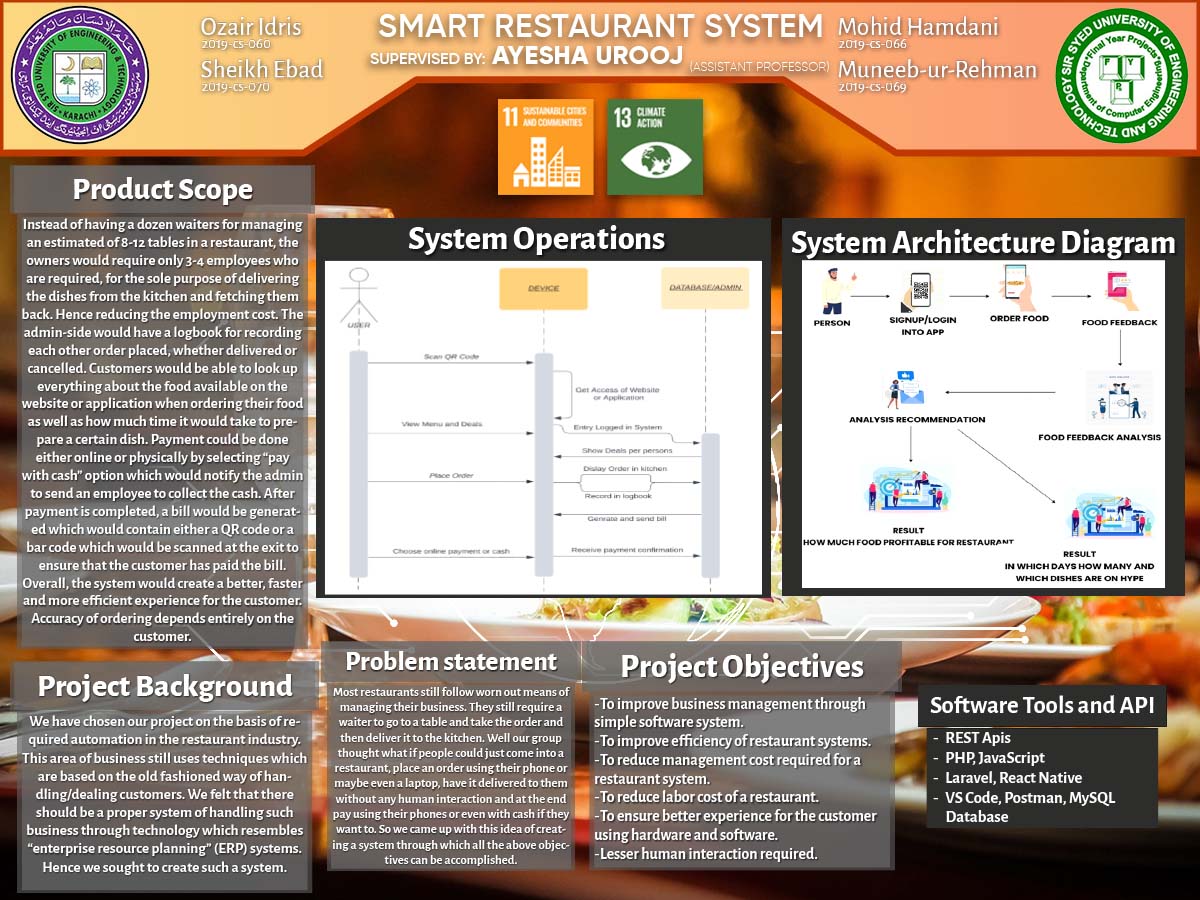 SMART RESTAURANT SYSTEM
SUPERVISED BY: AYESHA UROOJ (ASSISTANT PROFESSOR)
Ozair Idris
2019-cs-060
Sheikh Ebad
2019-cs-070
Mohid Hamdani
2019-cs-066
Muneeb-ur-Rehman
2019-cs-069
SIR SYED UNIVERSITY OF ENGINEERING & TECHNOLOGY
KARACHI
SIR SYED UNIVERSITY OF ENGINEERING AND TECHNOLOGY
11 SUSTAINABLE CITIES
AND COMMUNITIES
13 CLIMATE
ACTION
Product Scope
Instead of having a dozen waiters for managing
an estimated of 8-12 tables in a restaurant, the
owners would require only 3-4 employees who
are required, for the sole purpose of delivering
the dishes from the kitchen and fetching them
back. Hence reducing the employment cost. The
admin-side would have a logbook for recording
each other order placed, whether delivered or
cancelled. Customers would be able to look up
everything about the food available on the
website or application when ordering their food
as well as how much time it would take to pre-
pare a certain dish. Payment could be done
either online or physically by selecting “pay
with cash” option which would notify the admin
to send an employee to collect the cash. After
payment is completed, a bill would be generat-
ed which would contain either a QR code or a
bar code which would be scanned at the exit to
ensure that the customer has paid the bill.
Overall, the system would create a better, faster
and more efficient experience for the customer.
Accuracy of ordering depends entirely on the
customer.
System Operations
USER
DEVICE
DATABASE/ADMIN
Scan QR Code
Get Access of Website
or Application
View Menu and Deals
Entry Logged in System
Show Deals per persons
Place Order
Dislay Order in kitchen
Record in logbook
Genreate and send bill
Choose online payment or cash
Receive payment confirmation
System Architecture Diagram
PERSON
SIGNUP/LOGIN
INTO APP
ORDER FOOD
FOOD FEEDBACK
ANALYSIS RECOMMENDATION
FOOD FEEDBACK ANALYSIS
RESULT
HOW MUCH FOOD PROFITABLE FOR RESTAURANT
RESULT
IN WHICH DAYS HOW MANY AND
WHICH DISHES ARE ON HYPE
Project Background
We have chosen our project on the basis of re-
quired automation in the restaurant industry.
This area of business still uses techniques which
are based on the old fashioned way of han-
dling/dealing customers. We felt that there
should be a proper system of handling such
business through technology which resembles
“enterprise resource planning” (ERP) systems.
Hence we sought to create such a system.
Problem statement
Most restaurants still follow worn out means of
managing their business. They still require a
waiter to go to a table and take the order and
then deliver it to the kitchen. Well our group
thought what if people could just come into a
restaurant, place an order using their phone or
maybe even a laptop, have it delivered to them
without any human interaction and at the end
pay using their phones or even with cash if they
want to. So we came up with this idea of creat-
ing a system through which all the above objec-
tives can be accomplished.
Project Objectives
-To improve business management through
simple software system.
-To improve efficiency of restaurant systems.
-To reduce management cost required for a
restaurant system.
-To reduce labor cost of a restaurant.
-To ensure better experience for the customer
using hardware and software.
-Lesser human interaction required.
Software Tools and API
- REST Apis
- PHP, JavaScript
- Laravel, React Native
- VS Code, Postman, MySQL
Database